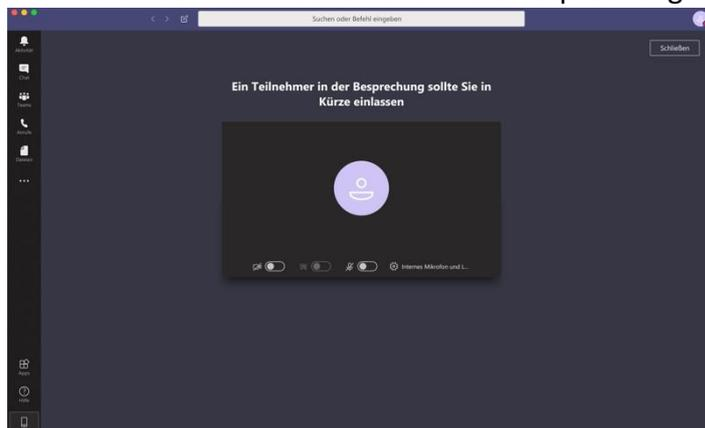 Suchen oder Befehl eingeben
Aktivität
Chat
Teams
Anrufe
Dateien
Schließen
Ein Teilnehmer in der Besprechung sollte Sie in
Kürze einlassen
Internes Mikrofon und L...
Apps
Hilfe